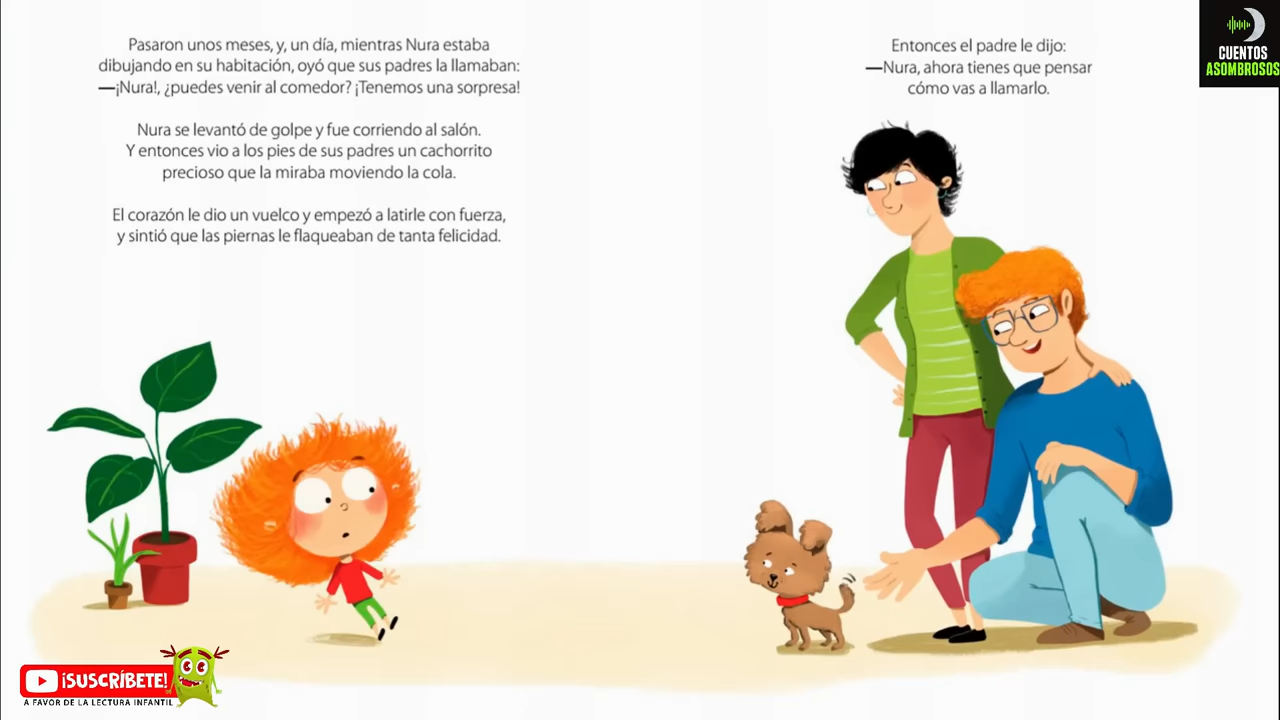 Pasaron unos meses, y, un día, mientras Nura estaba
dibujando en su habitación, oyó que sus padres la llamaban:
—¡Nura!, ¿puedes venir al comedor? ¡Tenemos una sorpresa!
Nura se levantó de golpe y fue corriendo al salón.
Y entonces vio a los pies de sus padres un cachorrito
precioso que la miraba moviendo la cola.
El corazón le dio un vuelco y empezó a latirle con fuerza,
y sintió que las piernas le flaqueaban de tanta felicidad.
Entonces el padre le dijo:
—Nura, ahora tienes que pensar
cómo vas a llamarlo.
CUENTOS
ASOMBROSOS
¡SUSCRÍBETE!
A FAVOR DE LA LECTURA INFANTIL